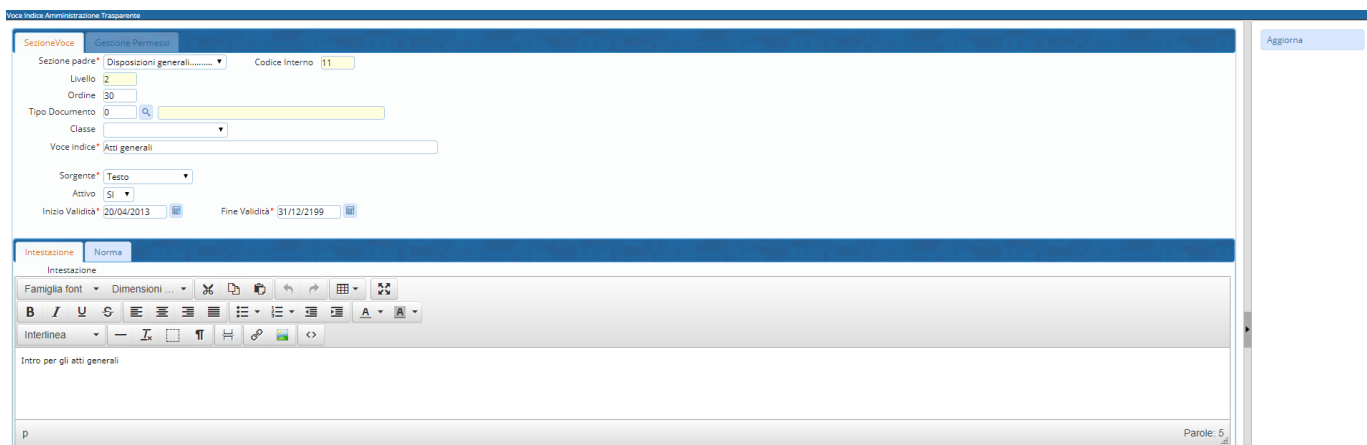 Voce Indice Amministrazione Trasparente
SezioneVoce Gestione Permessi
Aggiorna
Sezione padre* Disposizioni generali.......... Codice Interno 11
Livello 2
Ordine 30
Tipo Documento 0
Classe
Voce indice* Atti generali
Sorgente* Testo
Attivo SI
Inizio Validità* 20/04/2013 Fine Validità* 31/12/2199
Intestazione Norma
Intestazione
Famiglia font Dimensioni ...
B I U S A A
Interlinea Tx ¶ <>
Intro per gli atti generali
p Parole: 5